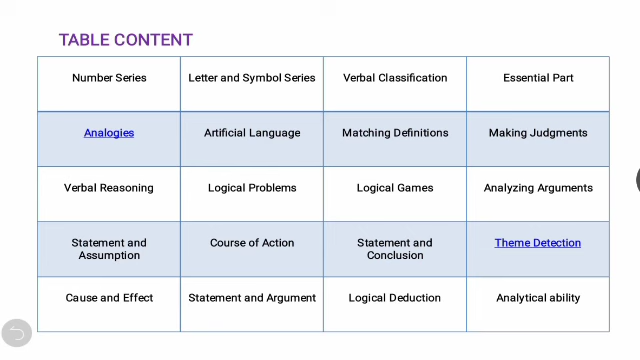 TABLE CONTENT
Number Series
Letter and Symbol Series
Verbal Classification
Essential Part
Analogies
Artificial Language
Matching Definitions
Making Judgments
Verbal Reasoning
Logical Problems
Logical Games
Analyzing Arguments
Statement and
Assumption
Course of Action
Statement and
Conclusion
Theme Detection
Cause and Effect
Statement and Argument
Logical Deduction
Analytical ability